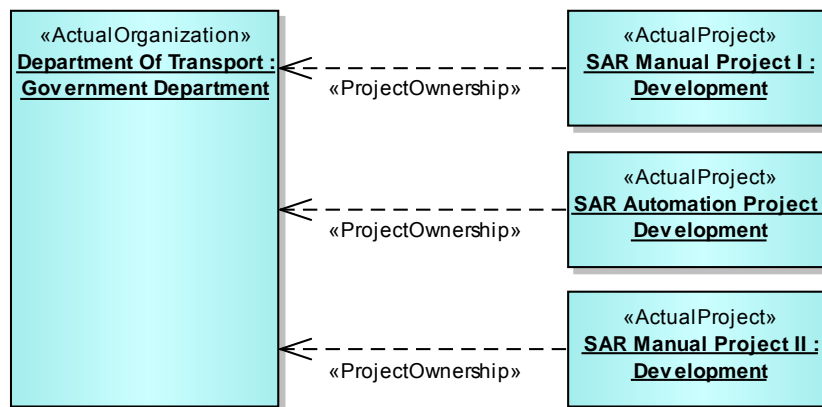 «ActualOrganization»
Department Of Transport :
Government Department
«ProjectOwnership»
«ActualProject»
SAR Manual Project I :
Development
«ProjectOwnership»
«ActualProject»
SAR Automation Project
Development
«ProjectOwnership»
«ActualProject»
SAR Manual Project II :
Development